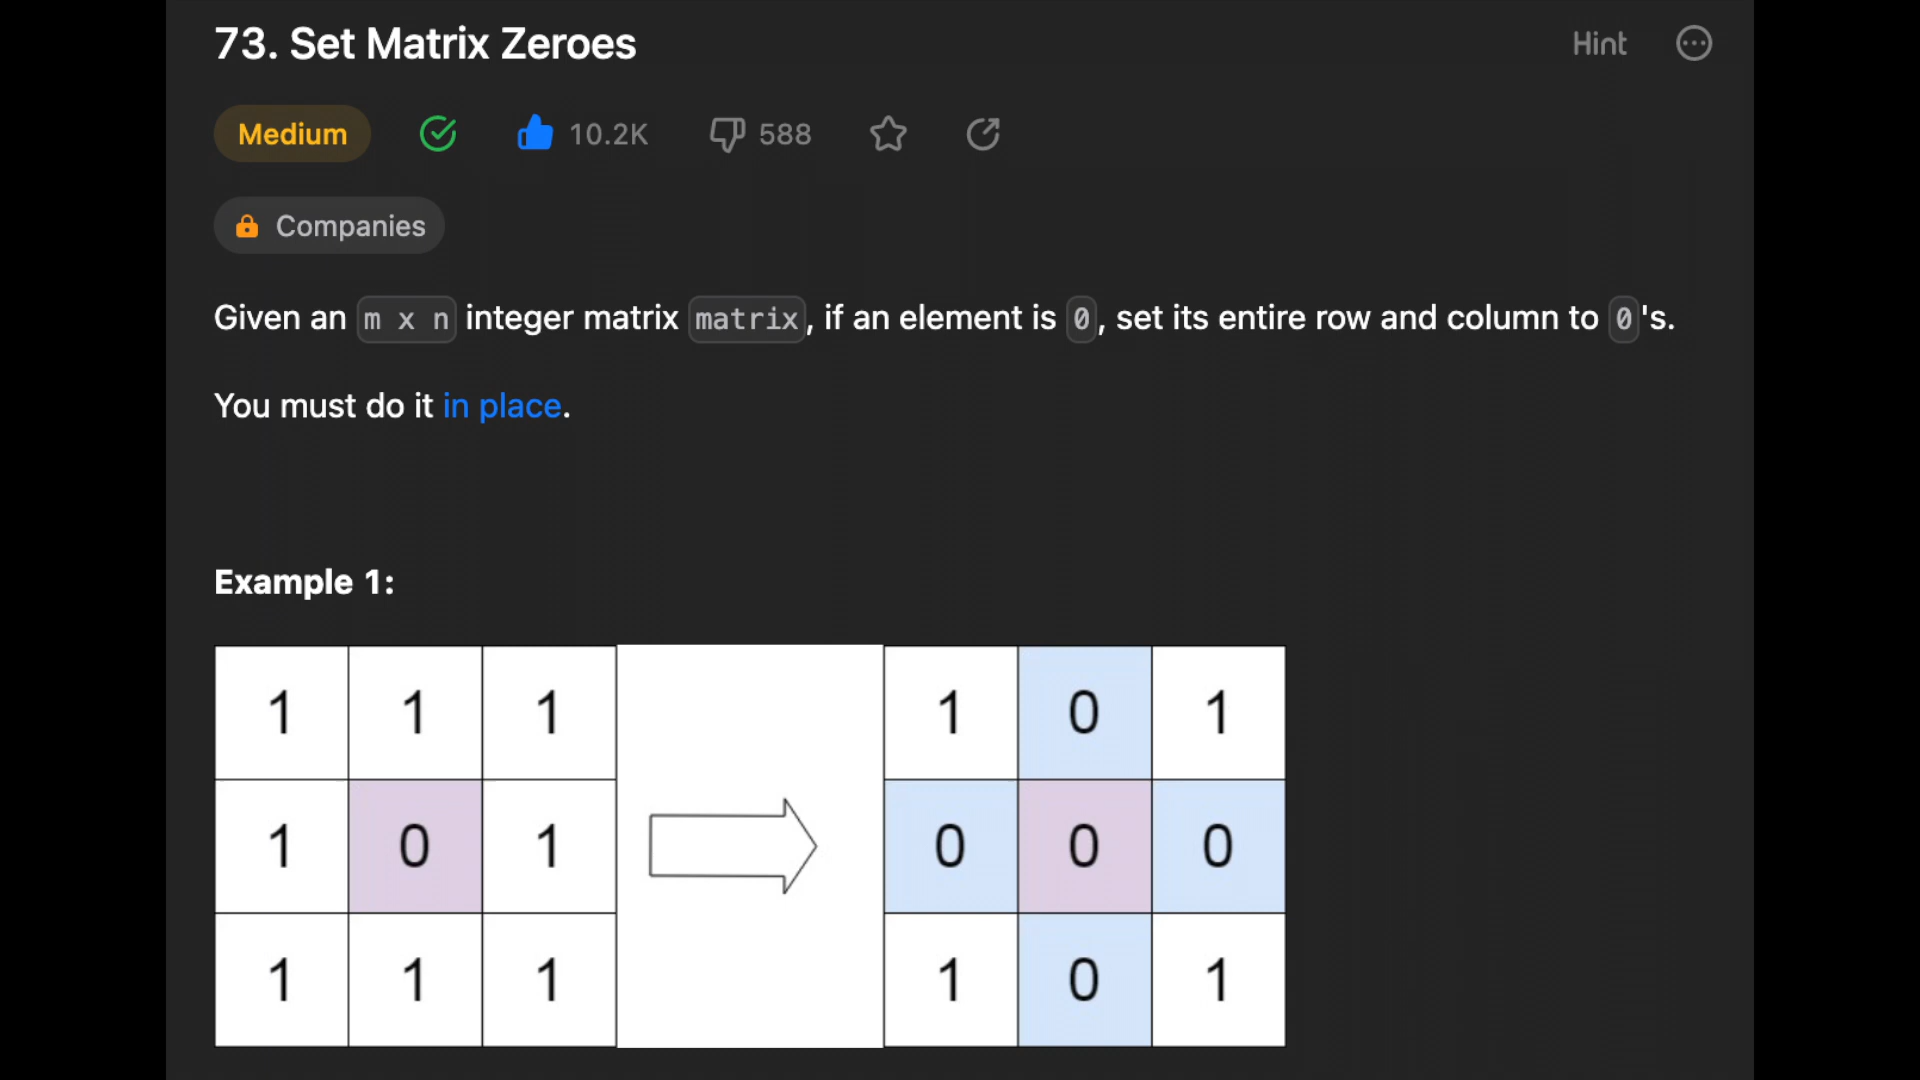 73. Set Matrix Zeroes Hint
Medium 10.2K 588
Companies
Given an m x n integer matrix matrix, if an element is 0, set its entire row and column to 0's.
You must do it in place.
Example 1:
1 1 1 1 0 1
1 0 1 0 0 0
1 1 1 1 0 1